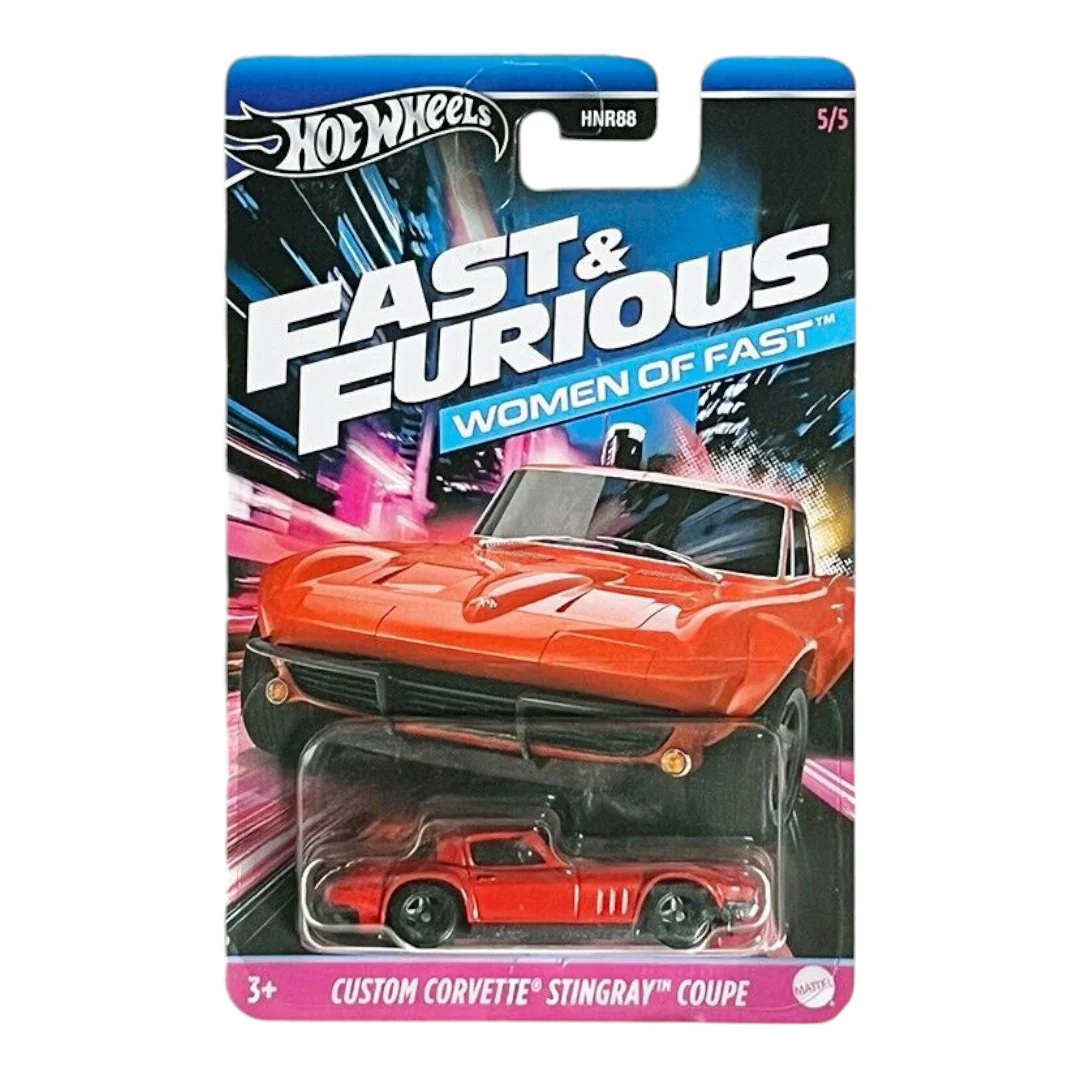 HOT WHEELS
HNR88
5/5
FAST &
FURIOUS
WOMEN OF FAST™
3+
CUSTOM CORVETTE® STINGRAY™ COUPE
MATTEL